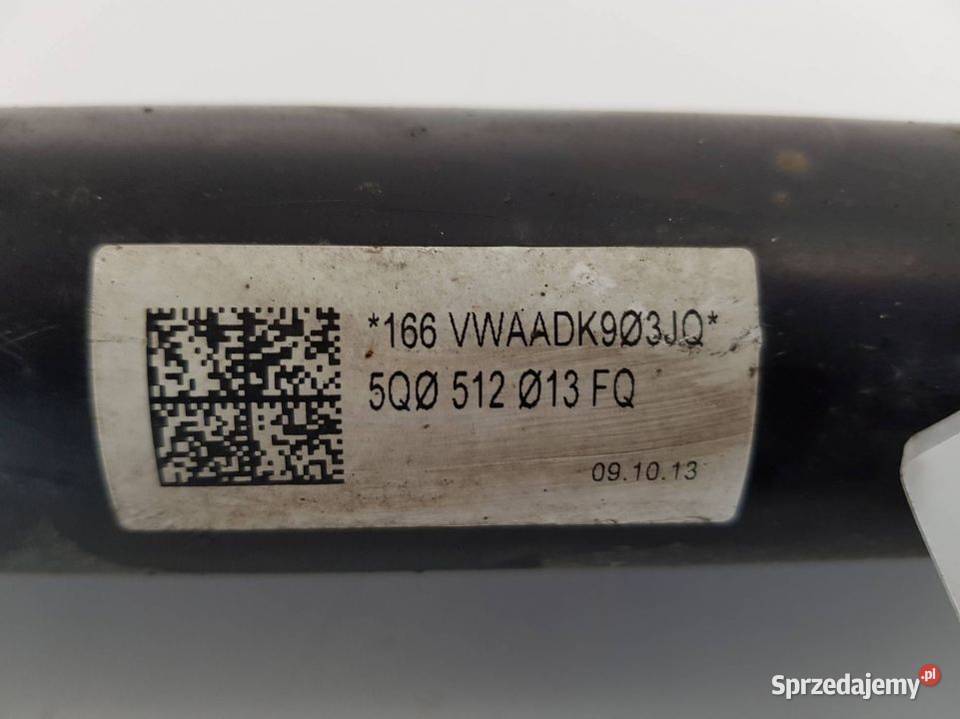 *166 VWAADK9Ø3JQ*
5QØ 512 Ø13 FQ
09.10.13
Sprzedajemy.pl